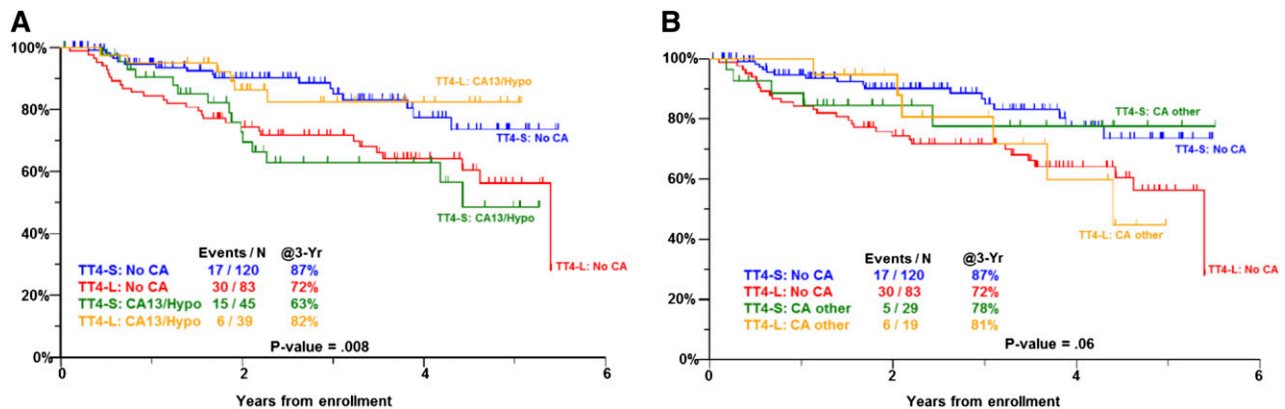 A
100%
80%
60%
40%
20%
0%
TT4-L: CA13/Hypo
TT4-S: No CA
TT4-S: CA13/Hypo
TT4-L: No CA
Events / N @3-Yr
TT4-S: No CA 17 / 120 87%
TT4-L: No CA 30 / 83 72%
TT4-S: CA13/Hypo 15 / 45 63%
TT4-L: CA13/Hypo 6 / 39 82%
P-value = .008
0 2 4 6
Years from enrollment
B
100%
80%
60%
40%
20%
0%
TT4-S: CA other
TT4-S: No CA
TT4-L: CA other
TT4-L: No CA
Events / N @3-Yr
TT4-S: No CA 17 / 120 87%
TT4-L: No CA 30 / 83 72%
TT4-S: CA other 5 / 29 78%
TT4-L: CA other 6 / 19 81%
P-value = .06
0 2 4 6
Years from enrollment